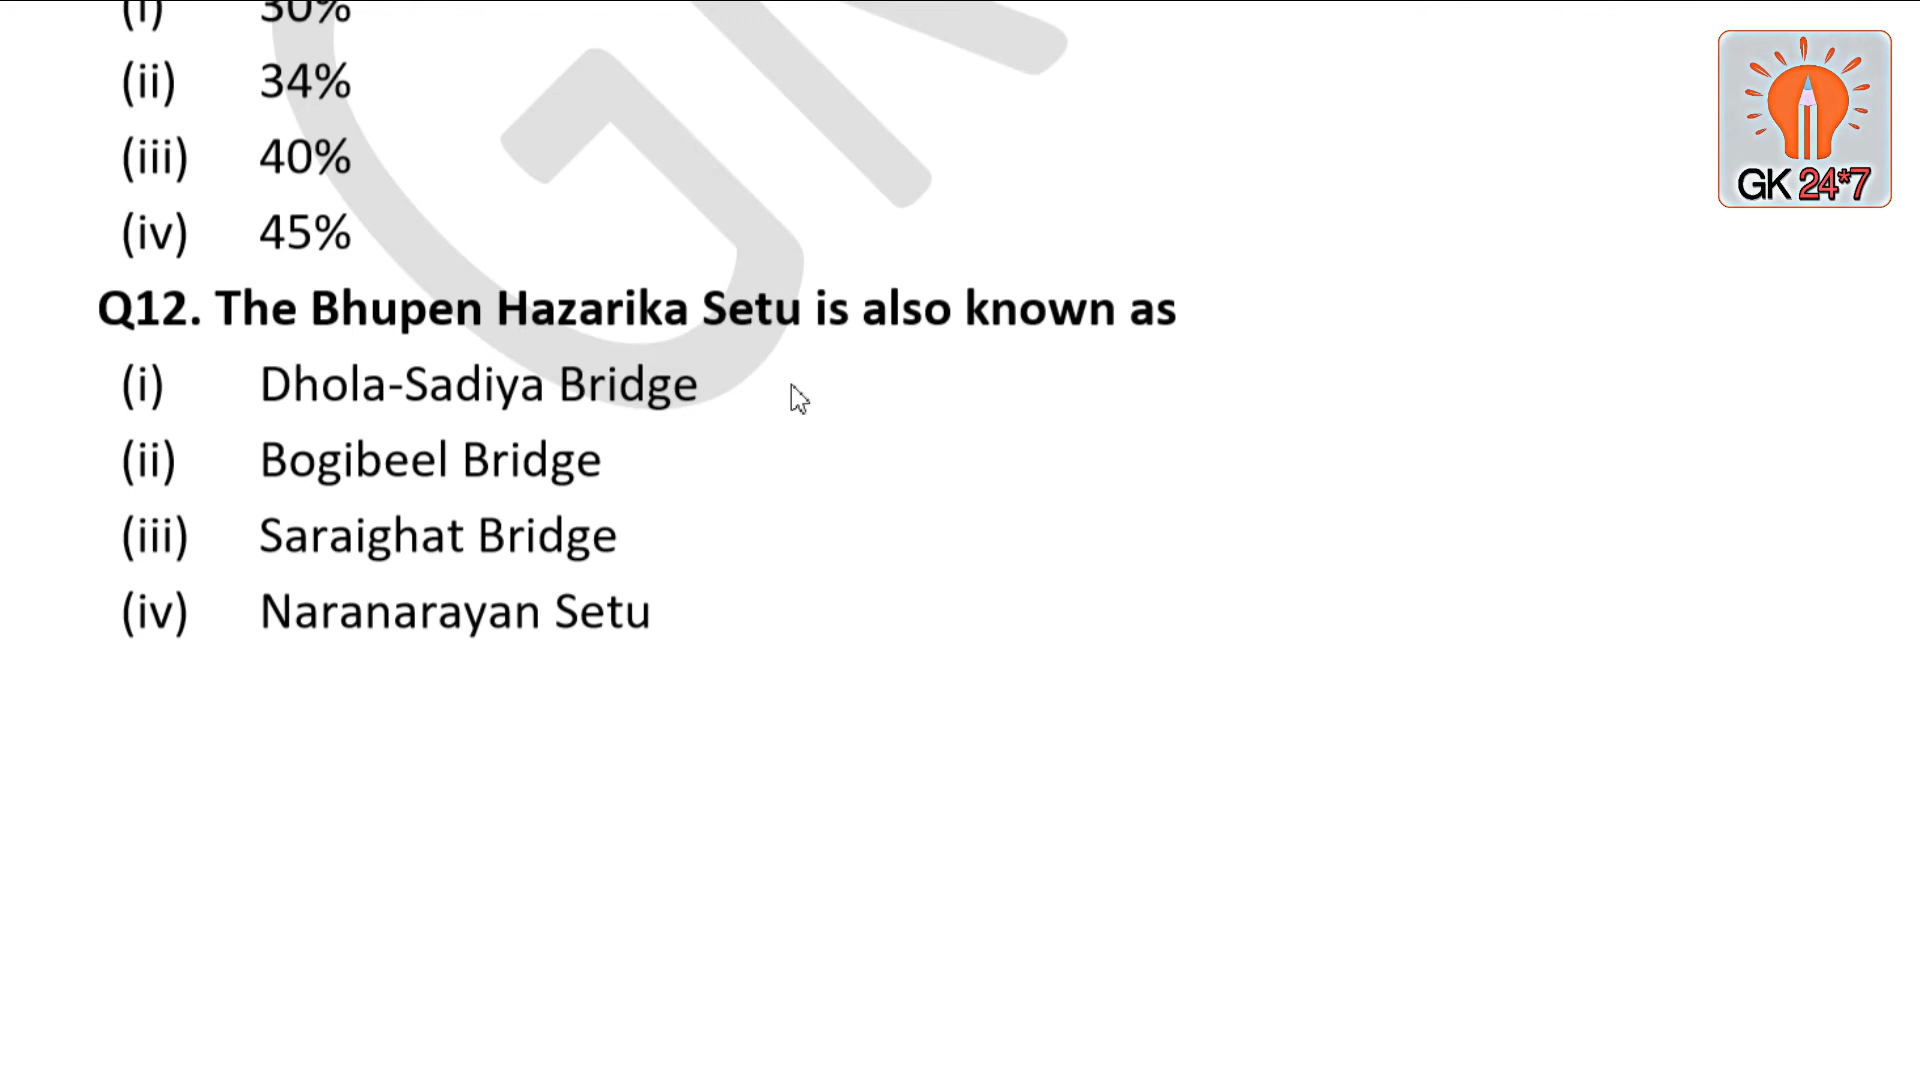 (i) 30%
(ii) 34%
(iii) 40%
(iv) 45%
GK 24*7
Q12. The Bhupen Hazarika Setu is also known as
(i) Dhola-Sadiya Bridge
(ii) Bogibeel Bridge
(iii) Saraighat Bridge
(iv) Naranarayan Setu